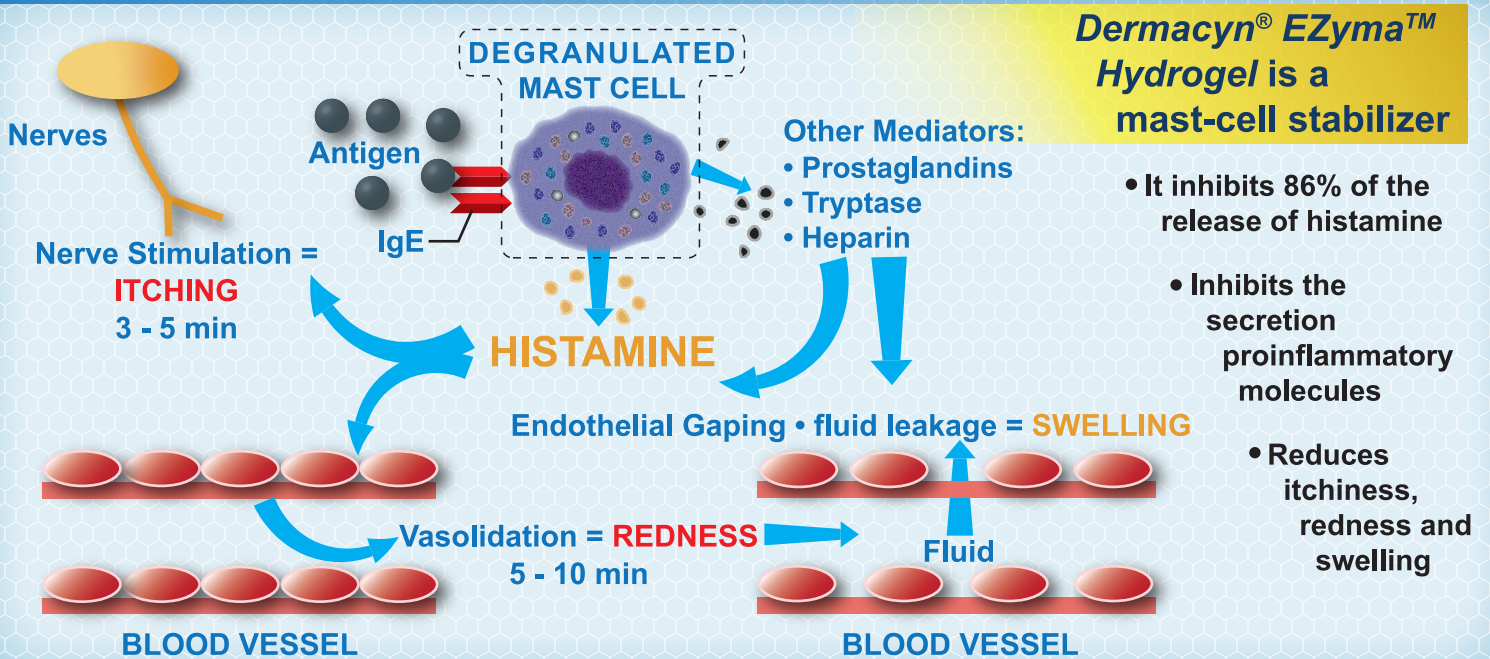 Dermacyn® EZyma™
Hydrogel is a
mast-cell stabilizer
DEGRANULATED
MAST CELL
Nerves
Antigen
IgE
Other Mediators:
• Prostaglandins
• Tryptase
• Heparin
Nerve Stimulation =
ITCHING
3 - 5 min
HISTAMINE
Endothelial Gaping • fluid leakage = SWELLING
Vasolidation = REDNESS
5 - 10 min
Fluid
BLOOD VESSEL
BLOOD VESSEL
• It inhibits 86% of the
release of histamine
• Inhibits the
secretion
proinflammatory
molecules
• Reduces
itchiness,
redness and
swelling